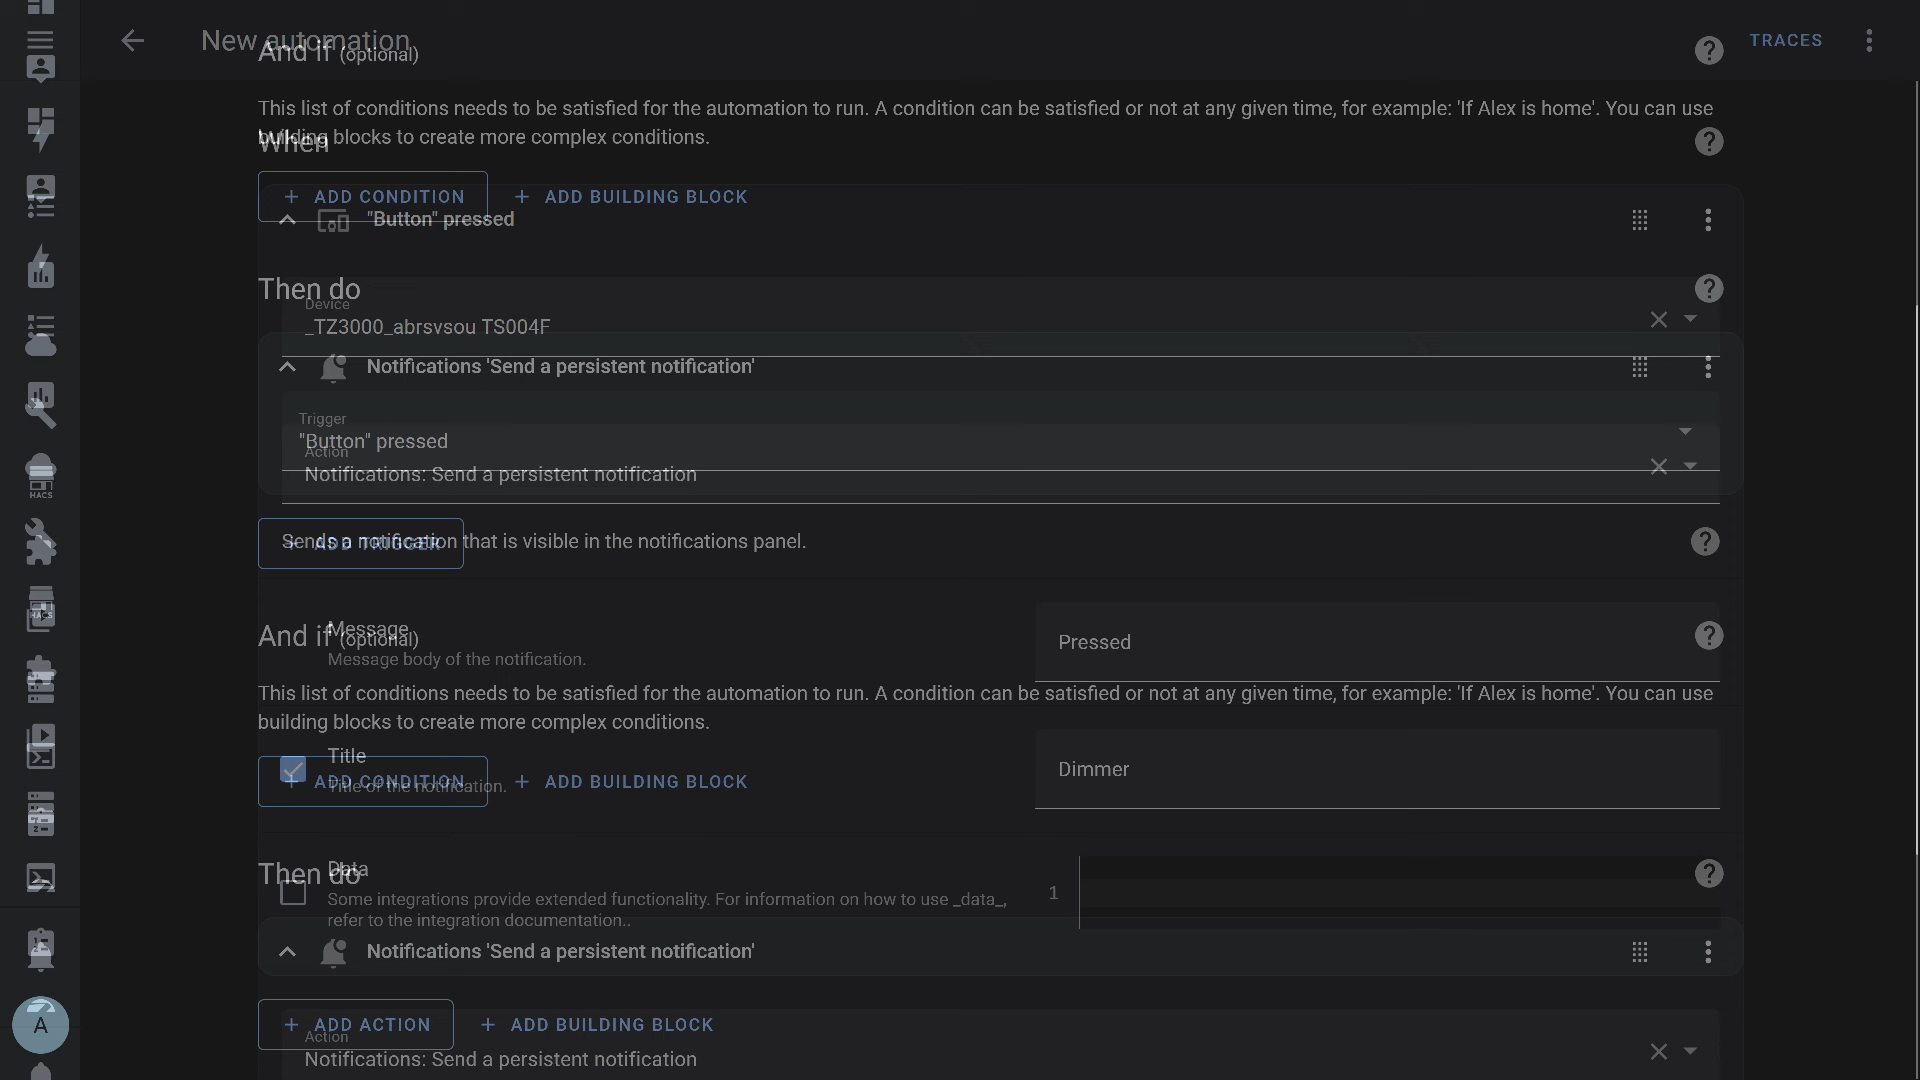 New automation
And if (optional)
TRACES
This list of conditions needs to be satisfied for the automation to run. A condition can be satisfied or not at any given time, for example: 'If Alex is home'. You can use
building blocks to create more complex conditions.
When
ADD CONDITION
ADD BUILDING BLOCK
"Button" pressed
Then do
Device
_TZ3000_abrsvsou TS004F
Notifications 'Send a persistent notification'
Trigger
"Button" pressed
Action
Notifications: Send a persistent notification
HACS
ADD TRIGGER
Sends a notification that is visible in the notifications panel.
HACS
Message
And if (optional)
Pressed
Message body of the notification.
This list of conditions needs to be satisfied for the automation to run. A condition can be satisfied or not at any given time, for example: 'If Alex is home'. You can use
building blocks to create more complex conditions.
Title
Dimmer
ADD CONDITION
ADD BUILDING BLOCK
Title of the notification.
Data
Then do
1
Some integrations provide extended functionality. For information on how to use _data_,
refer to the integration documentation..
Notifications 'Send a persistent notification'
A
ADD ACTION
ADD BUILDING BLOCK
Action
Notifications: Send a persistent notification